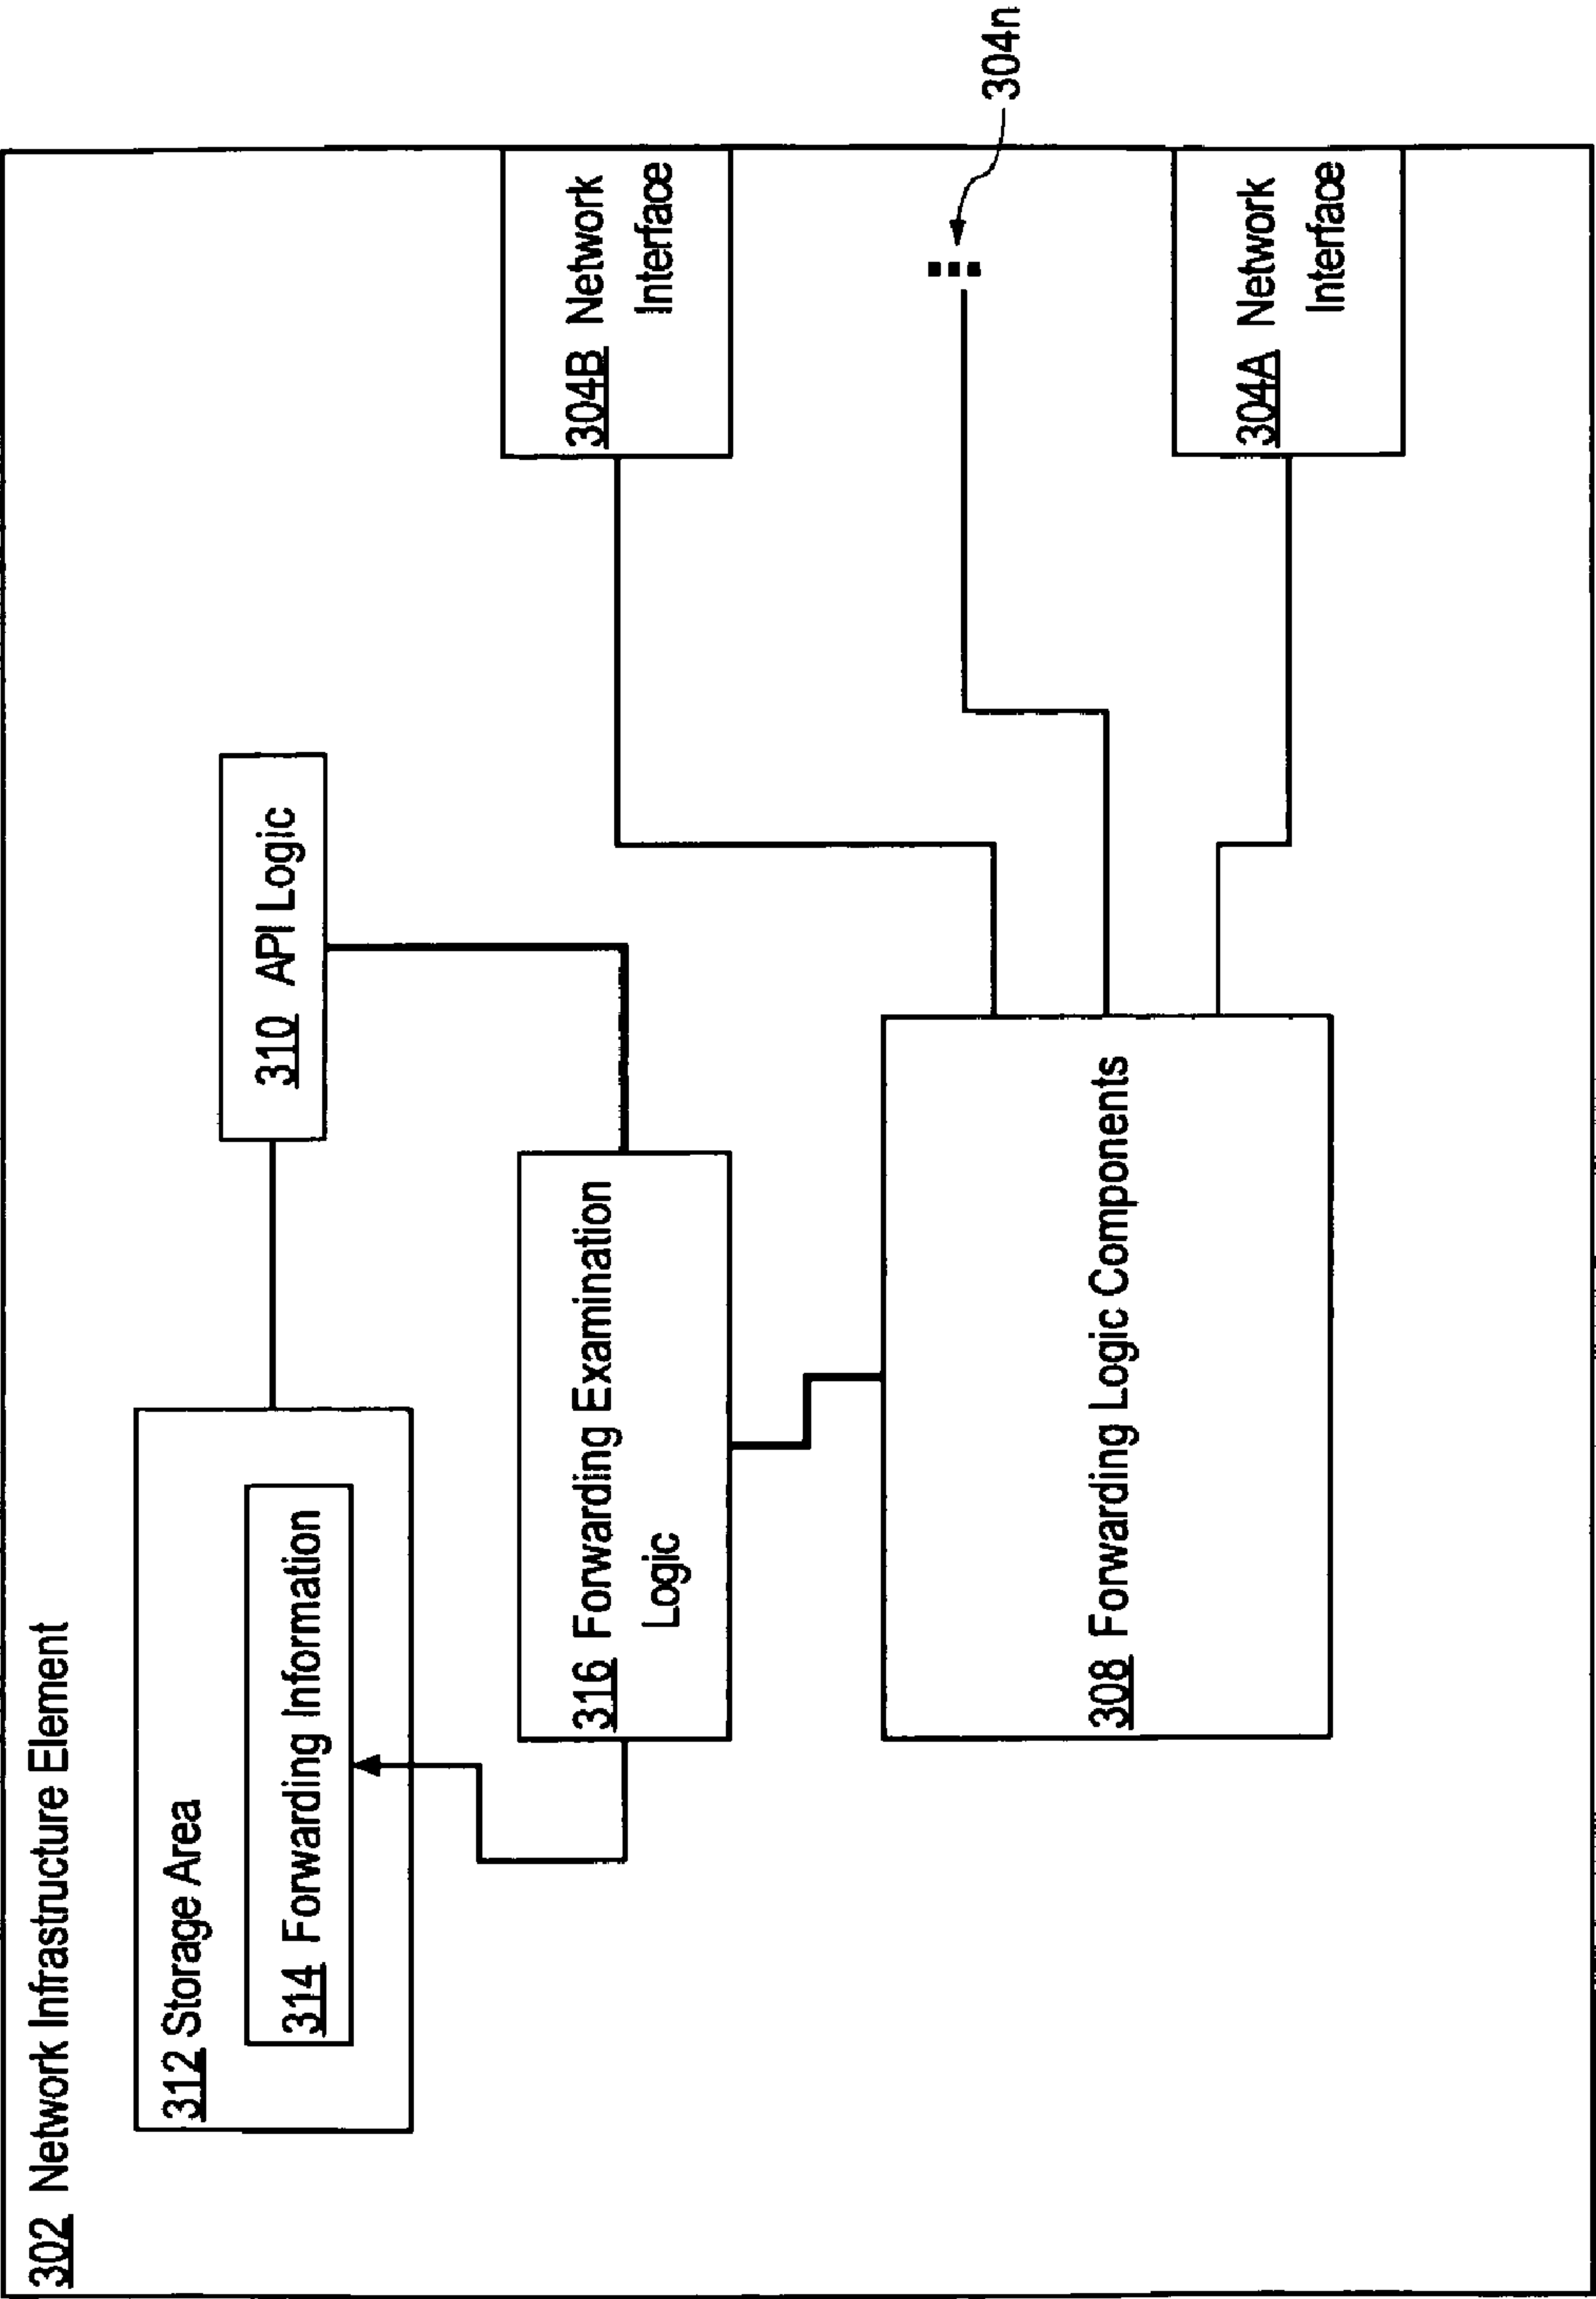 302 Network Infrastructure Element
312 Storage Area
314 Forwarding Information
310 API Logic
316 Forwarding Examination
Logic
304B Network
Interface
304n
308 Forwarding Logic Components
304A Network
Interface